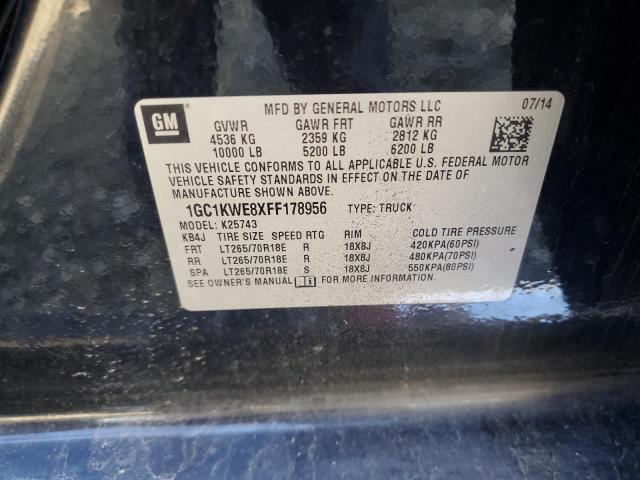 MFD BY GENERAL MOTORS LLC 07/14
GM
GVWR GAWR FRT GAWR RR
4536 KG 2359 KG 2812 KG
10000 LB 5200 LB 6200 LB
THIS VEHICLE CONFORMS TO ALL APPLICABLE U.S. FEDERAL MOTOR
VEHICLE SAFETY STANDARDS IN EFFECT ON THE DATE OF
MANUFACTURE SHOWN ABOVE.
1GC1KWE8XFF178956 TYPE: TRUCK
MODEL: K25743
KB4J TIRE SIZE SPEED RTG RIM COLD TIRE PRESSURE
FRT LT265/70R18E R 18X8J 420KPA(60PSI)
RR LT265/70R18E R 18X8J 480KPA(70PSI)
SPA LT265/70R18E S 18X8J 550KPA(80PSI)
SEE OWNER'S MANUAL FOR MORE INFORMATION.